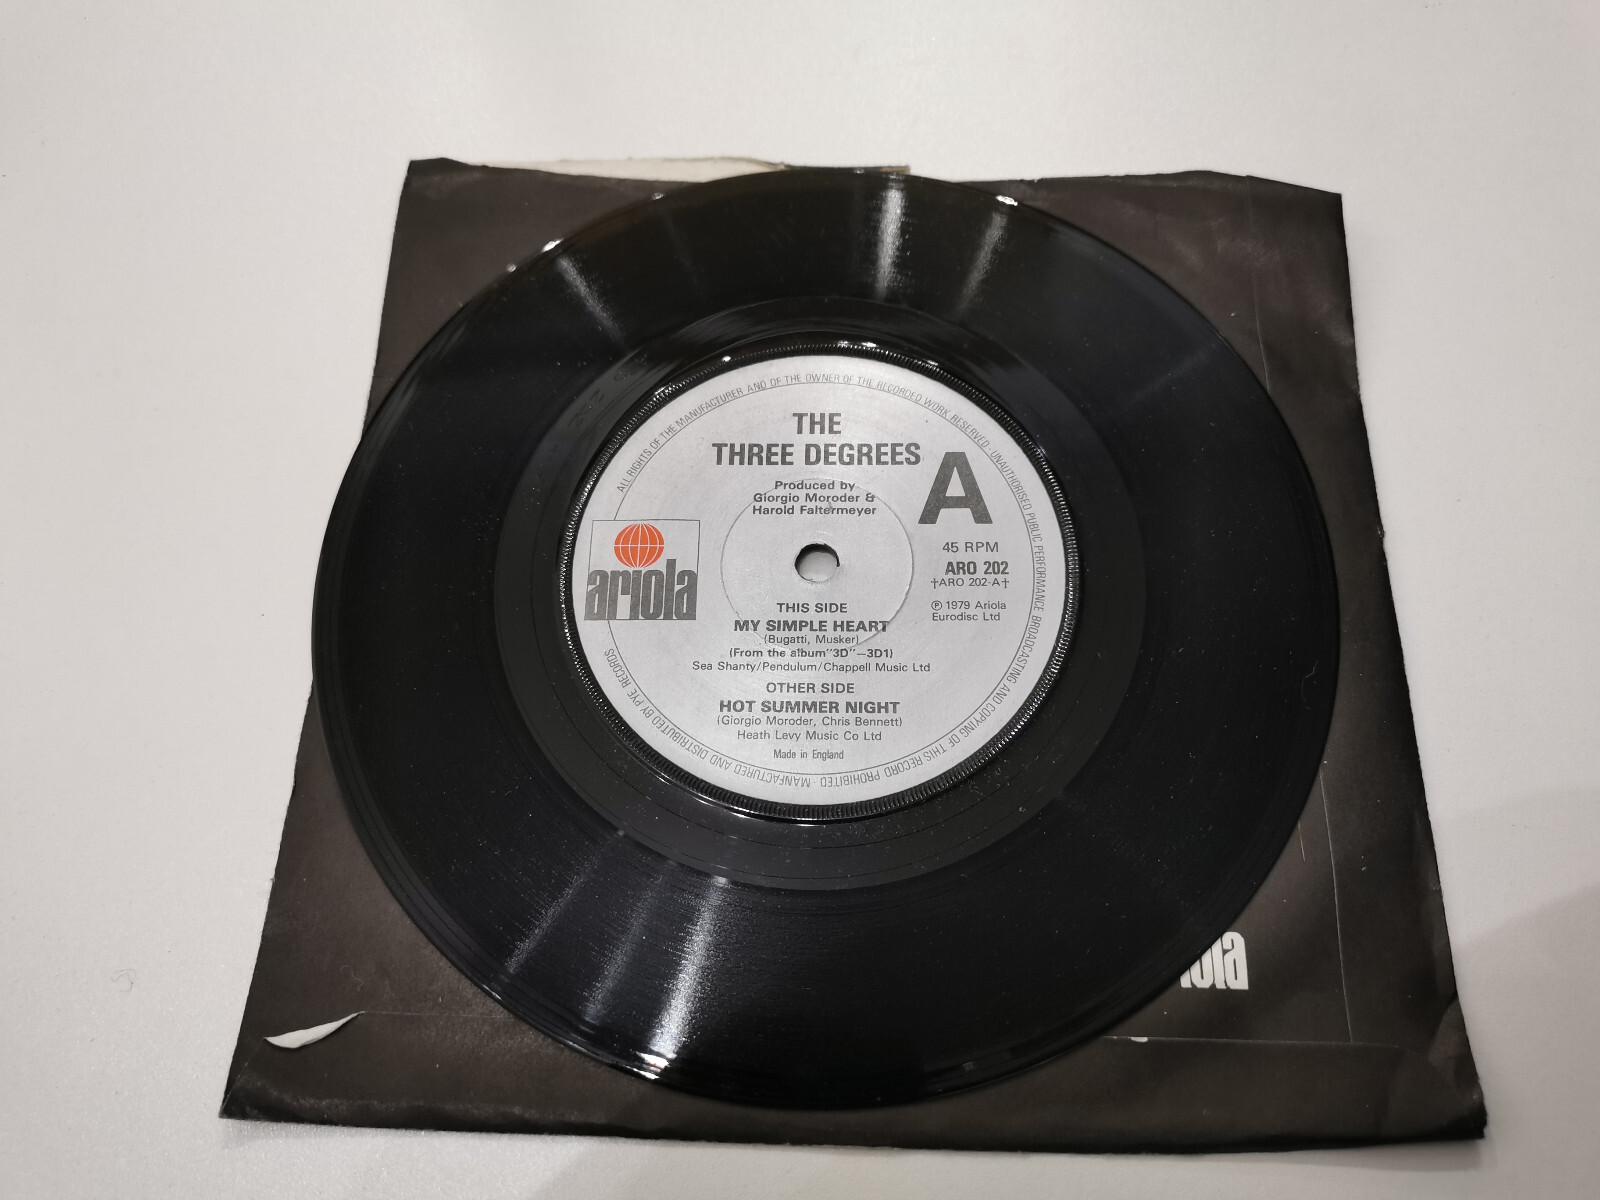 THE
THREE DEGREES
A
Produced by
Giorgio Moroder &
Harold Faltermeyer
ariola
45 RPM
ARO 202
†ARO 202-A†
℗ 1979 Ariola
Eurodisc Ltd
THIS SIDE
MY SIMPLE HEART
(Bugatti, Musker)
(From the album "3D"—3D1)
Sea Shanty/Pendulum/Chappell Music Ltd
OTHER SIDE
HOT SUMMER NIGHT
(Giorgio Moroder, Chris Bennett)
Heath Levy Music Co Ltd
Made in England
ALL RIGHTS OF THE MANUFACTURER AND OF THE OWNER OF THE RECORDED WORK RESERVED · UNAUTHORISED PUBLIC PERFORMANCE BROADCASTING AND COPYING OF THIS RECORD PROHIBITED · MANFACTURED AND DISTRIBUTED BY PYE RECORDS
iola